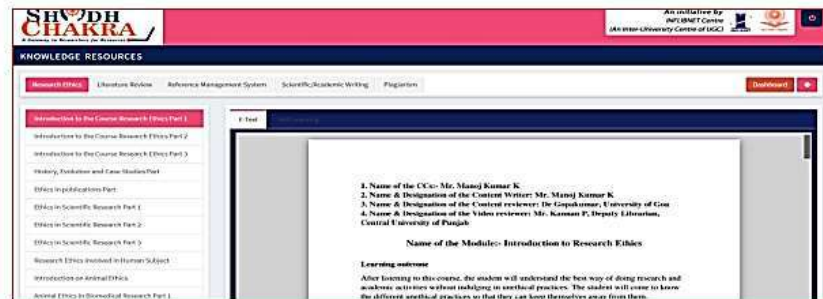 SHODH
CHAKRA
A Gateway to Researchers for Resources
An initiative by
INFLIBNET Centre
(An Inter-University Centre of UGC)
KNOWLEDGE RESOURCES
Research Ethics Literature Review Reference Management System Scientific/Academic Writing Plagiarism Dashboard
Introduction to the Course Research Ethics Part 1
Introduction to the Course Research Ethics Part 2
Introduction to the Course Research Ethics Part 3
History, Evolution and Case Studies Part
Ethics in publications Part
Ethics in Scientific Research Part 1
Ethics in Scientific Research Part 2
Ethics in Scientific Research Part 3
Research Ethics involved in Human Subject
Introduction on Animal Ethics
Animal Ethics in Biomedical Research Part 1
E-Text
1. Name of the CCs:- Mr. Manoj Kumar K
2. Name & Designation of the Content Writer: Mr. Manoj Kumar K
3. Name & Designation of the Content reviewer: Dr Gopakumar, University of Goa
4. Name & Designation of the Video reviewer: Mr. Kannan P, Deputy Librarian,
Central University of Punjab
Name of the Module:- Introduction to Research Ethics
Learning outcome
After listening to this course, the student will understand the best way of doing research and
academic activities without indulging in unethical practices. The student will come to know
the different unethical practices so that they can keep themselves away from them.